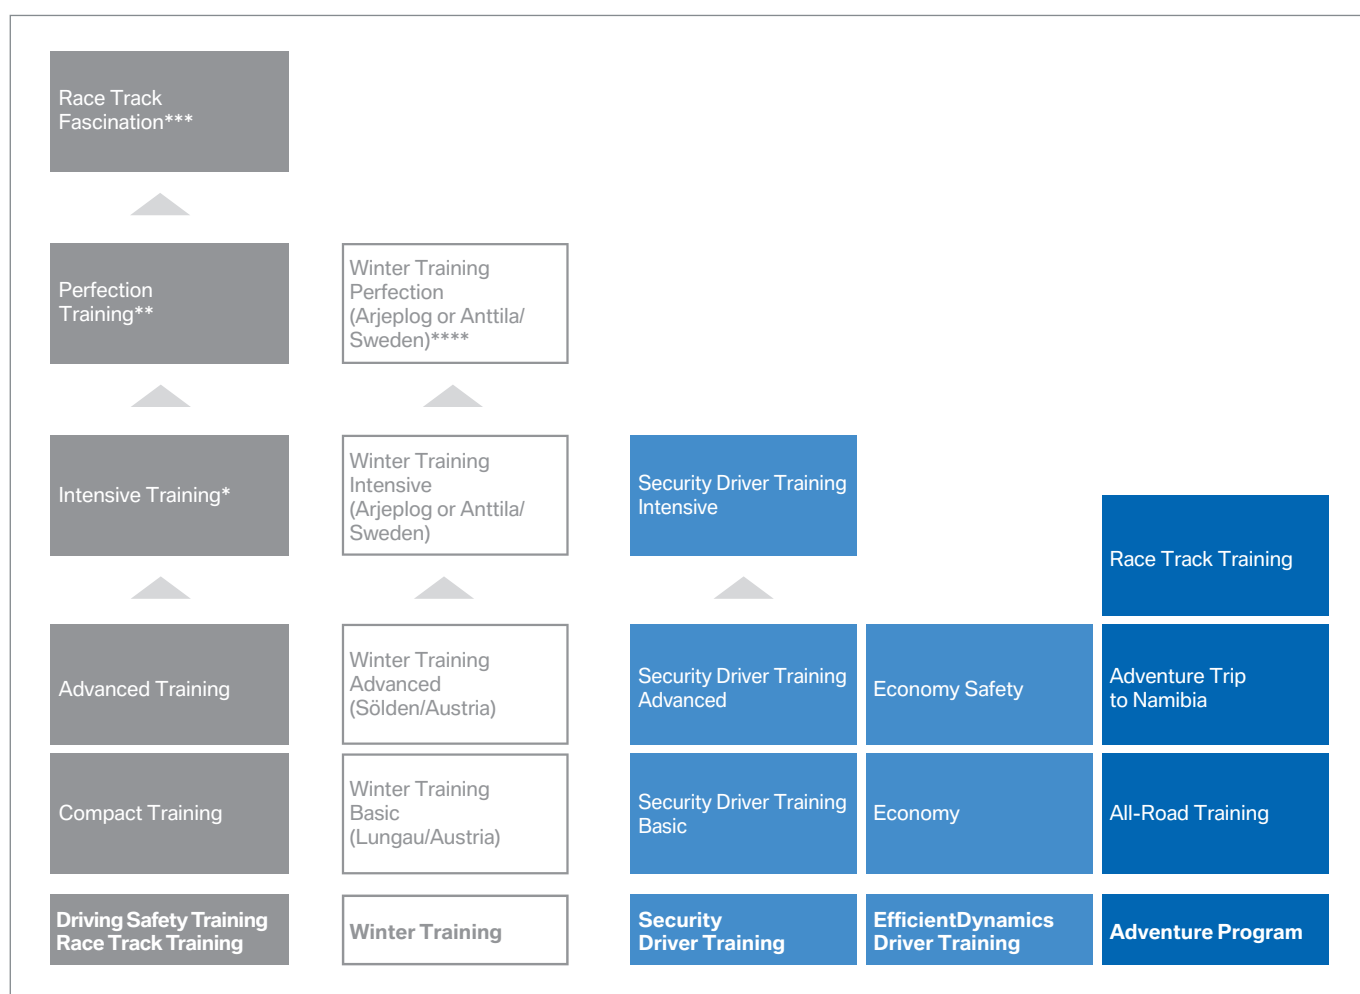 Race Track
Fascination***
Perfection
Training**
Winter Training
Perfection
(Arjeplog or Anttila/
Sweden)****
Intensive Training*
Winter Training
Intensive
(Arjeplog or Anttila/
Sweden)
Security Driver Training
Intensive
Race Track Training
Advanced Training
Winter Training
Advanced
(Sölden/Austria)
Security Driver Training
Advanced
Economy Safety
Adventure Trip
to Namibia
Compact Training
Winter Training
Basic
(Lungau/Austria)
Security Driver Training
Basic
Economy
All-Road Training
Driving Safety Training
Race Track Training
Winter Training
Security
Driver Training
EfficientDynamics
Driver Training
Adventure Program